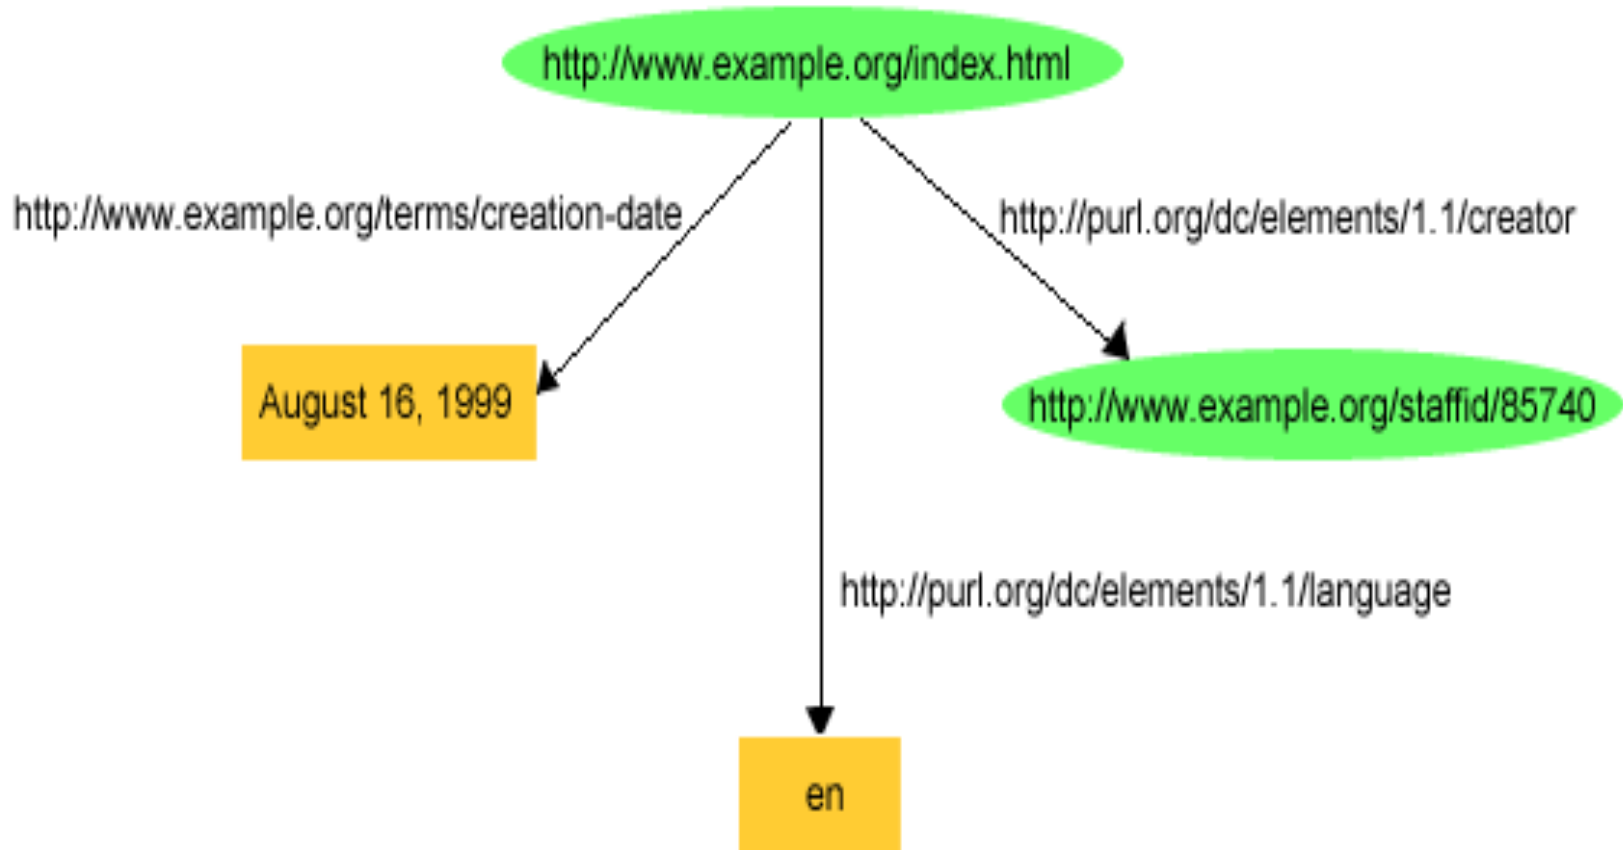 http://www.example.org/index.html
http://www.example.org/terms/creation-date
http://purl.org/dc/elements/1.1/creator
August 16, 1999
http://www.example.org/staffid/85740
http://purl.org/dc/elements/1.1/language
en